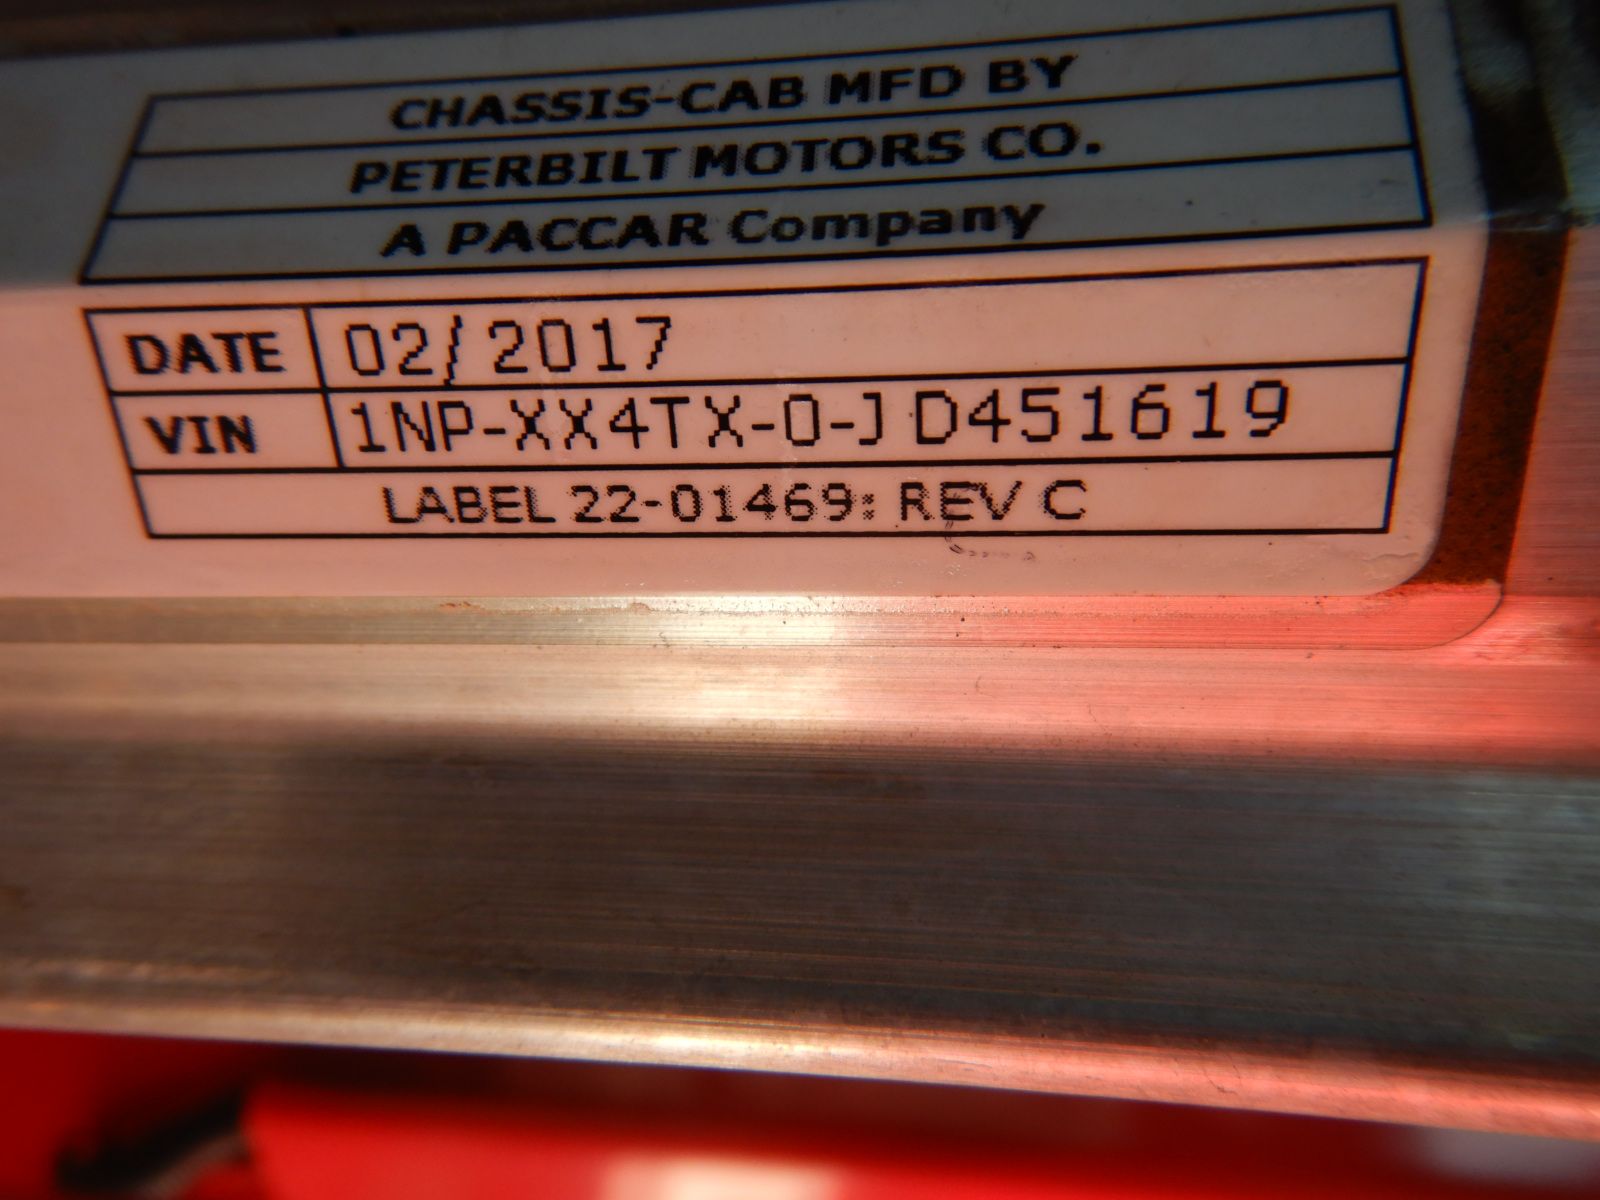 CHASSIS-CAB MFD BY
PETERBILT MOTORS CO.
A PACCAR Company
DATE 02/2017
VIN 1NP-XX4TX-0-JD451619
LABEL 22-01469: REV C